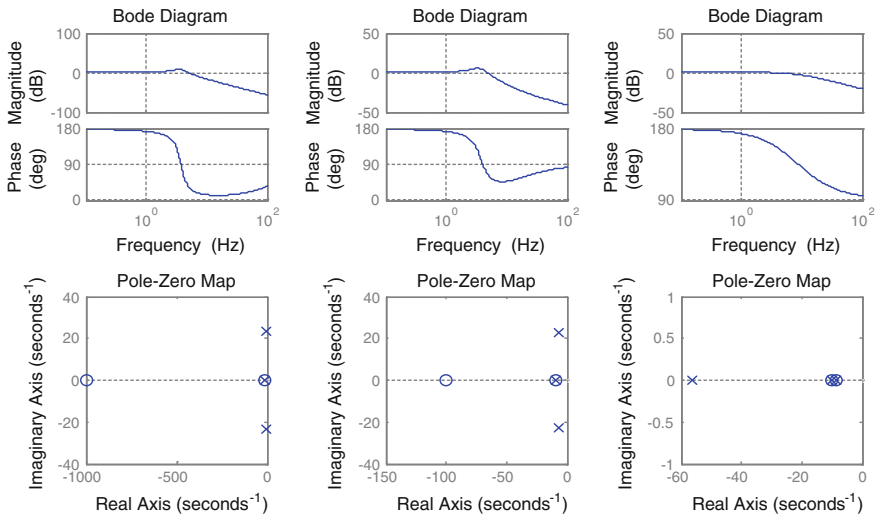 Bode Diagram
Magnitude (dB)
100
0
-100
Phase (deg)
180
90
0
10^0
10^2
Frequency (Hz)
Bode Diagram
Magnitude (dB)
50
0
-50
Phase (deg)
180
90
0
10^0
10^2
Frequency (Hz)
Bode Diagram
Magnitude (dB)
50
0
-50
Phase (deg)
180
90
10^0
10^2
Frequency (Hz)
Pole-Zero Map
Imaginary Axis (seconds^-1)
40
20
0
-20
-40
-1000
-500
0
Real Axis (seconds^-1)
Pole-Zero Map
Imaginary Axis (seconds^-1)
40
20
0
-20
-40
-150
-100
-50
0
Real Axis (seconds^-1)
Pole-Zero Map
Imaginary Axis (seconds^-1)
1
0.5
0
-0.5
-1
-60
-40
-20
0
Real Axis (seconds^-1)